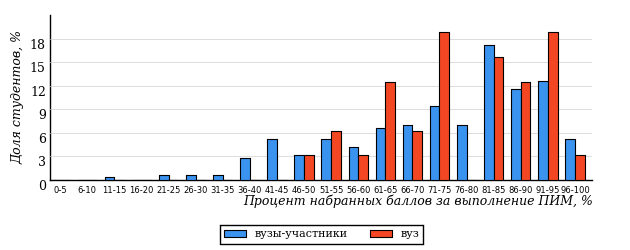 Доля студентов, %
18
15
12
9
6
3
0
0-5 6-10 11-15 16-20 21-25 26-30 31-35 36-40 41-45 46-50 51-55 56-60 61-65 66-70 71-75 76-80 81-85 86-90 91-95 96-100
Процент набранных баллов за выполнение ПИМ, %
вузы-участники вуз